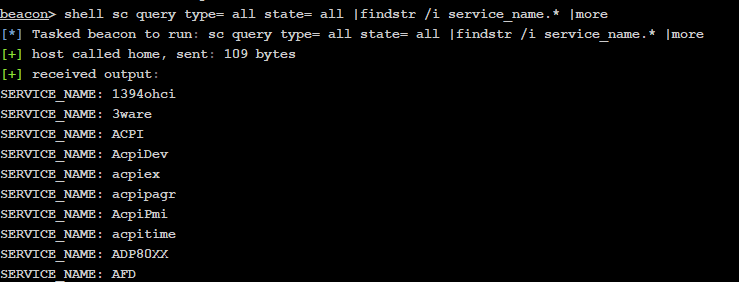 beacon> shell sc query type= all state= all |findstr /i service_name.* |more
[*] Tasked beacon to run: sc query type= all state= all |findstr /i service_name.* |more
[+] host called home, sent: 109 bytes
[+] received output:
SERVICE_NAME: 1394ohci
SERVICE_NAME: 3ware
SERVICE_NAME: ACPI
SERVICE_NAME: AcpiDev
SERVICE_NAME: acpiex
SERVICE_NAME: acpipagr
SERVICE_NAME: AcpiPmi
SERVICE_NAME: acpitime
SERVICE_NAME: ADP80XX
SERVICE_NAME: AFD